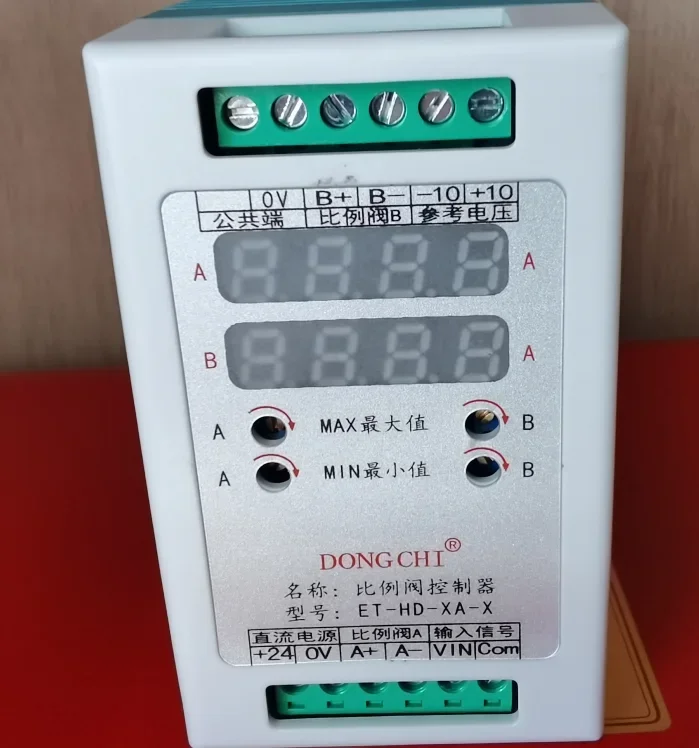 0V B+ B- -10 +10
公共端 比例阀B 参考电压
A A
B A
A MAX最大值 B
A MIN最小值 B
DONG CHI®
名称: 比例阀控制器
型号: ET-HD-XA-X
直流电源 比例阀A 输入信号
+24 0V A+ A- VIN Com